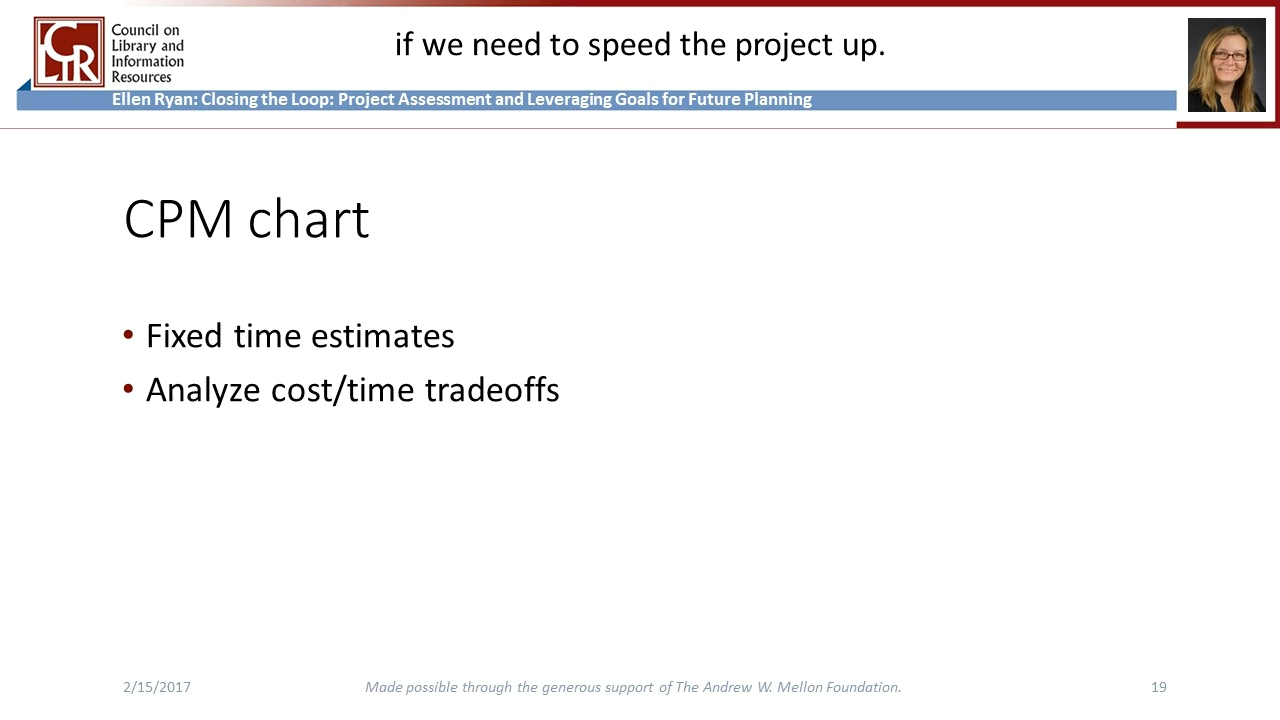 CLIR
Council on
Library and
Information
Resources
if we need to speed the project up.
Ellen Ryan: Closing the Loop: Project Assessment and Leveraging Goals for Future Planning
CPM chart
• Fixed time estimates
• Analyze cost/time tradeoffs
2/15/2017
Made possible through the generous support of The Andrew W. Mellon Foundation.
19